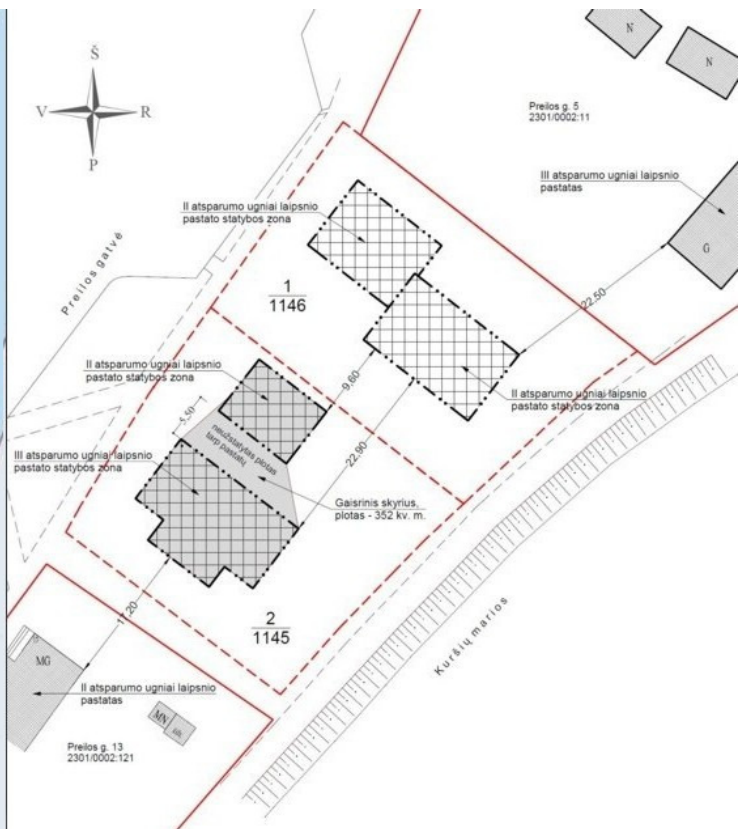 Š
V
R
P
N
N
Preilos g. 5
2301/0002:11
III atsparumo ugniai laipsnio
pastatas
G
II atsparumo ugniai laipsnio
pastato statybos zona
Preilos gatvė
1
1146
22,50
9,60
II atsparumo ugniai laipsnio
pastato statybos zona
II atsparumo ugniai laipsnio
pastato statybos zona
5,50
neužstatytas plotas
tarp pastatų
22,90
III atsparumo ugniai laipsnio
pastato statybos zona
Gaisrinis skyrius,
plotas - 352 kv. m.
11,20
2
1145
Kuršių marios
MG
II atsparumo ugniai laipsnio
pastatas
MN
Preilos g. 13
2301/0002:121